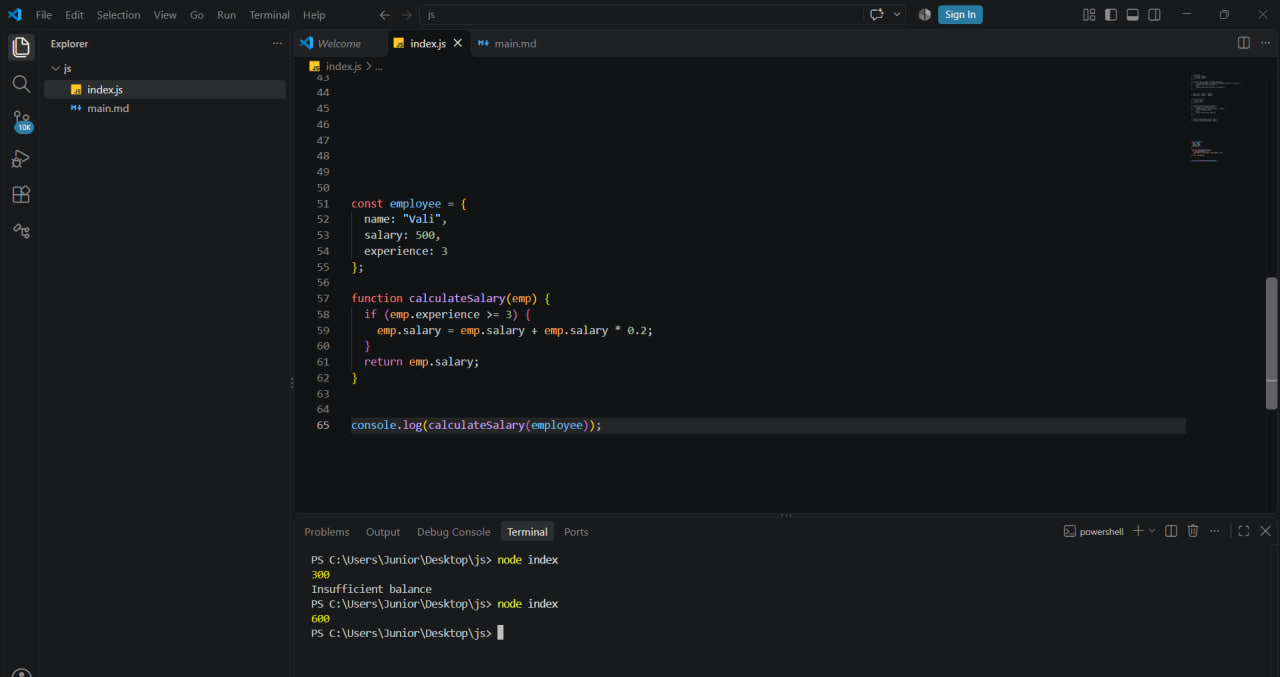 File Edit Selection View Go Run Terminal Help
js
Sign In
Explorer
js
index.js
main.md
10K
Welcome
index.js
main.md
index.js > ...
43
44
45
46
47
48
49
50
51 const employee = {
52 name: "Vali",
53 salary: 500,
54 experience: 3
55 };
56
57 function calculateSalary(emp) {
58 if (emp.experience >= 3) {
59 emp.salary = emp.salary + emp.salary * 0.2;
60 }
61 return emp.salary;
62 }
63
64
65 console.log(calculateSalary(employee));
Problems Output Debug Console Terminal Ports
powershell
PS C:\Users\Junior\Desktop\js> node index
300
Insufficient balance
PS C:\Users\Junior\Desktop\js> node index
600
PS C:\Users\Junior\Desktop\js>